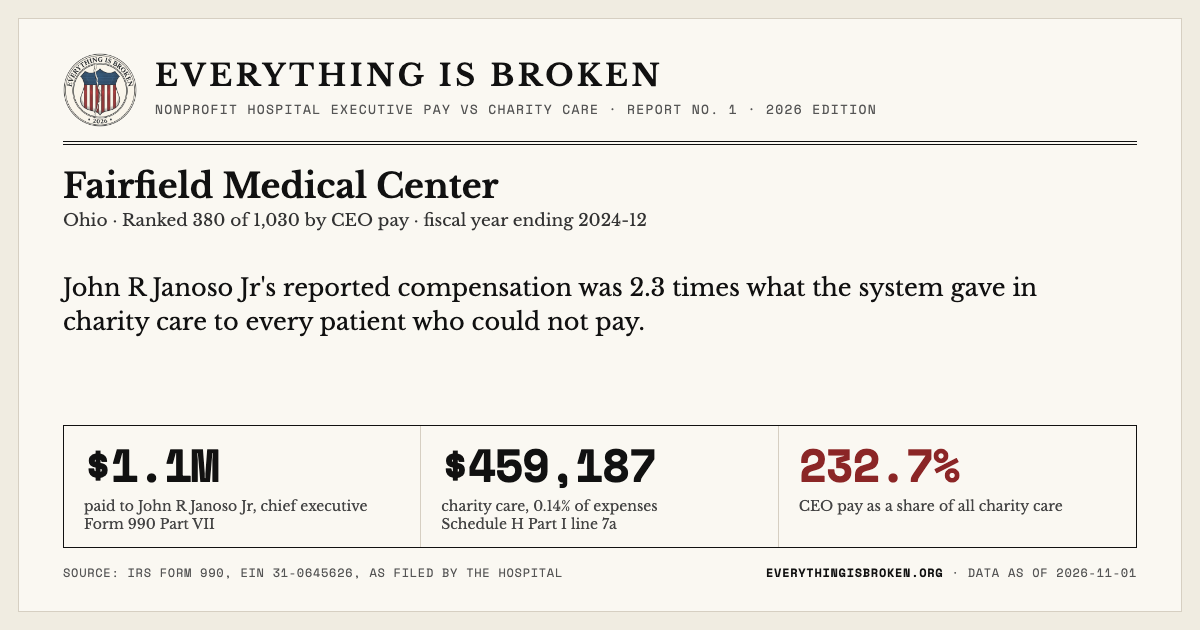 EVERYTHING IS BROKEN
2026
EVERYTHING IS BROKEN
NONPROFIT HOSPITAL EXECUTIVE PAY VS CHARITY CARE · REPORT NO. 1 · 2026 EDITION
Fairfield Medical Center
Ohio · Ranked 380 of 1,030 by CEO pay · fiscal year ending 2024-12
John R Janoso Jr's reported compensation was 2.3 times what the system gave in
charity care to every patient who could not pay.
$1.1M
paid to John R Janoso Jr, chief executive
Form 990 Part VII
$459,187
charity care, 0.14% of expenses
Schedule H Part I line 7a
232.7%
CEO pay as a share of all charity care
SOURCE: IRS FORM 990, EIN 31-0645626, AS FILED BY THE HOSPITAL
EVERYTHINGISBROKEN.ORG · DATA AS OF 2026-11-01